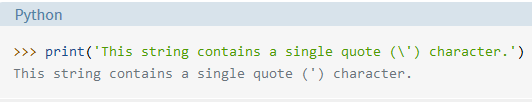 Python
>>> print('This string contains a single quote (\') character.')
This string contains a single quote (') character.